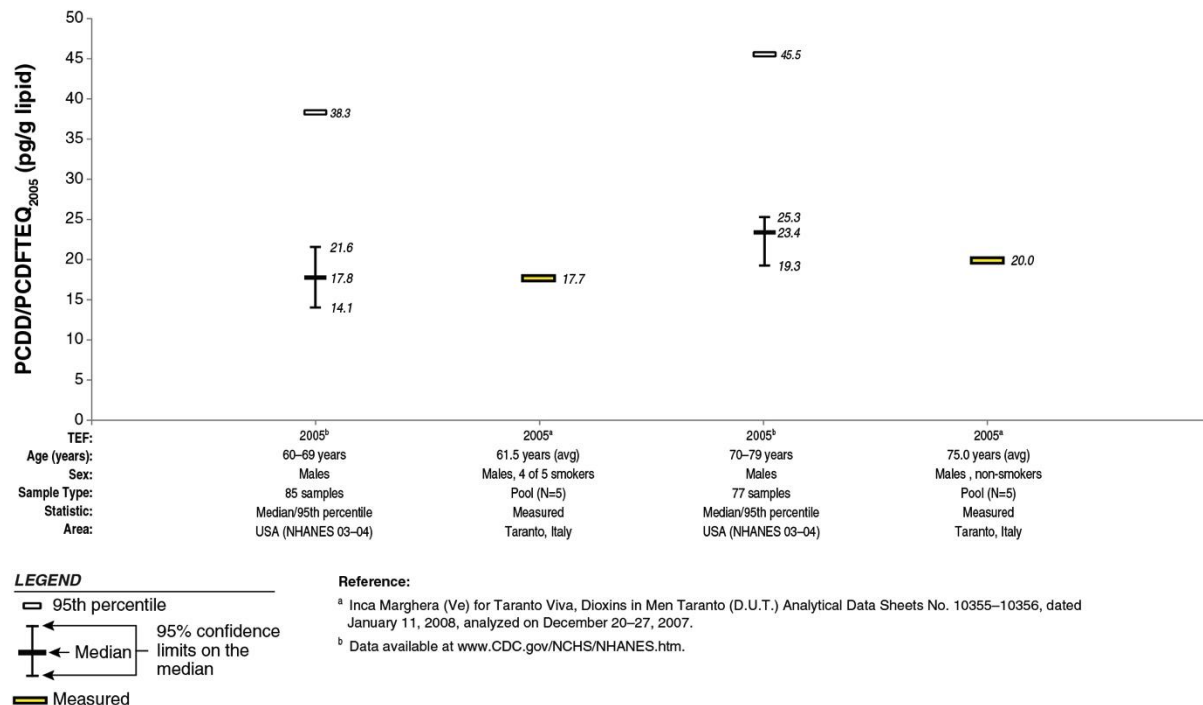 PCDD/PCDFTEQ2005 (pg/g lipid)
50
45
40
35
30
25
20
15
10
5
0
38.3
21.6
17.8
14.1
17.7
45.5
25.3
23.4
19.3
20.0
TEF: 2005b 2005a 2005b 2005a
Age (years): 60–69 years 61.5 years (avg) 70–79 years 75.0 years (avg)
Sex: Males Males, 4 of 5 smokers Males Males , non-smokers
Sample Type: 85 samples Pool (N=5) 77 samples Pool (N=5)
Statistic: Median/95th percentile Measured Median/95th percentile Measured
Area: USA (NHANES 03–04) Taranto, Italy USA (NHANES 03–04) Taranto, Italy
LEGEND
95th percentile
Median
95% confidence
limits on the
median
Measured
Reference:
a Inca Marghera (Ve) for Taranto Viva, Dioxins in Men Taranto (D.U.T.) Analytical Data Sheets No. 10355–10356, dated
January 11, 2008, analyzed on December 20–27, 2007.
b Data available at www.CDC.gov/NCHS/NHANES.htm.